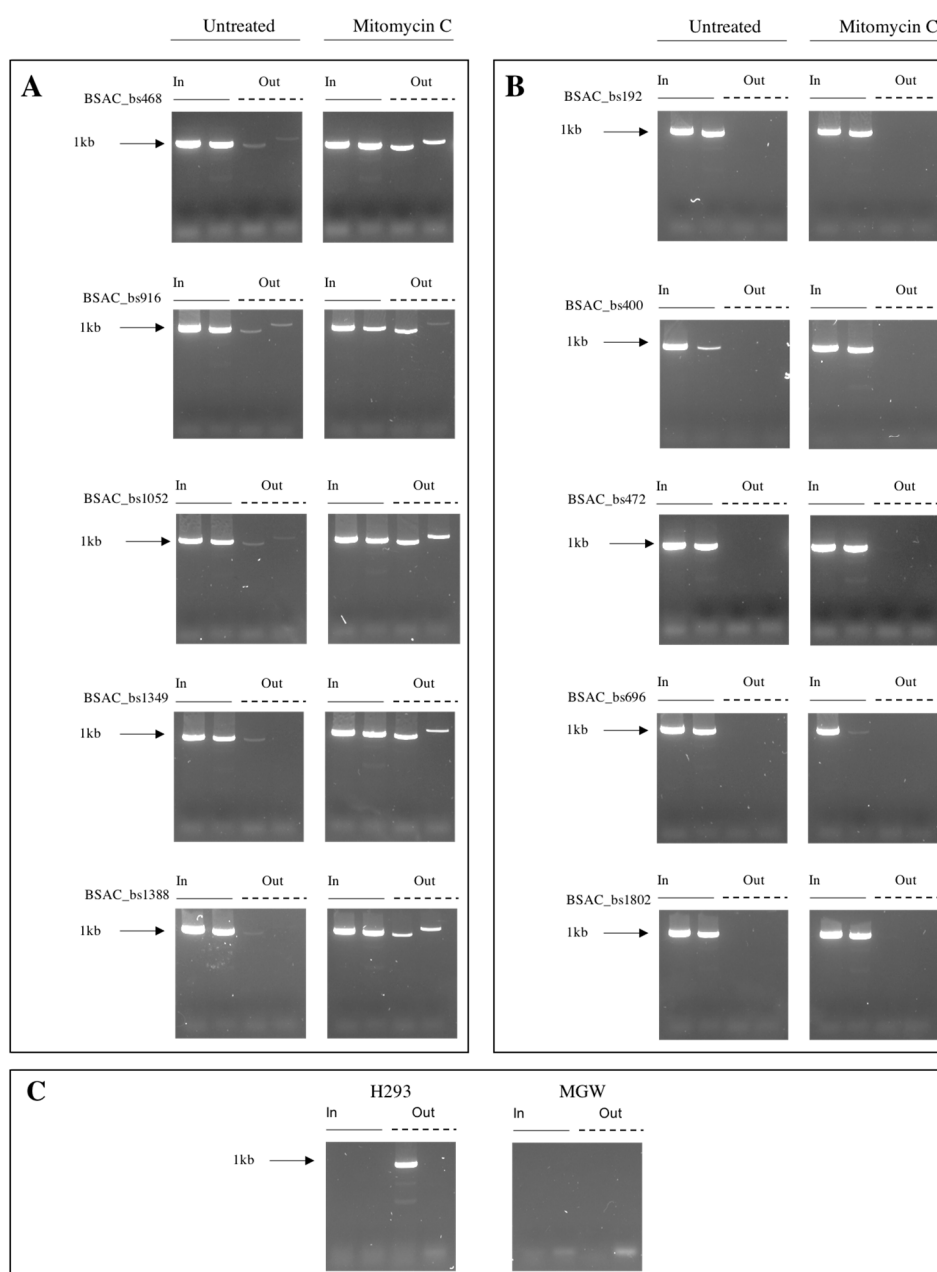 Untreated Mitomycin C Untreated Mitomycin C
A
In Out In Out
BSAC_bs468
1kb
In Out In Out
BSAC_bs916
1kb
In Out In Out
BSAC_bs1052
1kb
In Out In Out
BSAC_bs1349
1kb
In Out In Out
BSAC_bs1388
1kb
B
In Out In Out
BSAC_bs192
1kb
In Out In Out
BSAC_bs400
1kb
In Out In Out
BSAC_bs472
1kb
In Out In Out
BSAC_bs696
1kb
In Out In Out
BSAC_bs1802
1kb
C
H293 MGW
In Out In Out
1kb